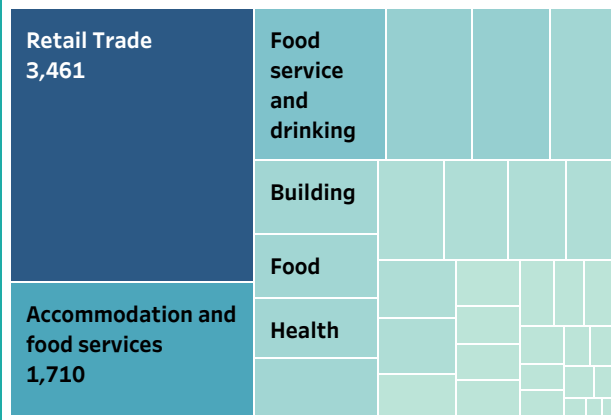 Retail Trade
3,461
Food
service
and
drinking
Building
Food
Health
Accommodation and
food services
1,710